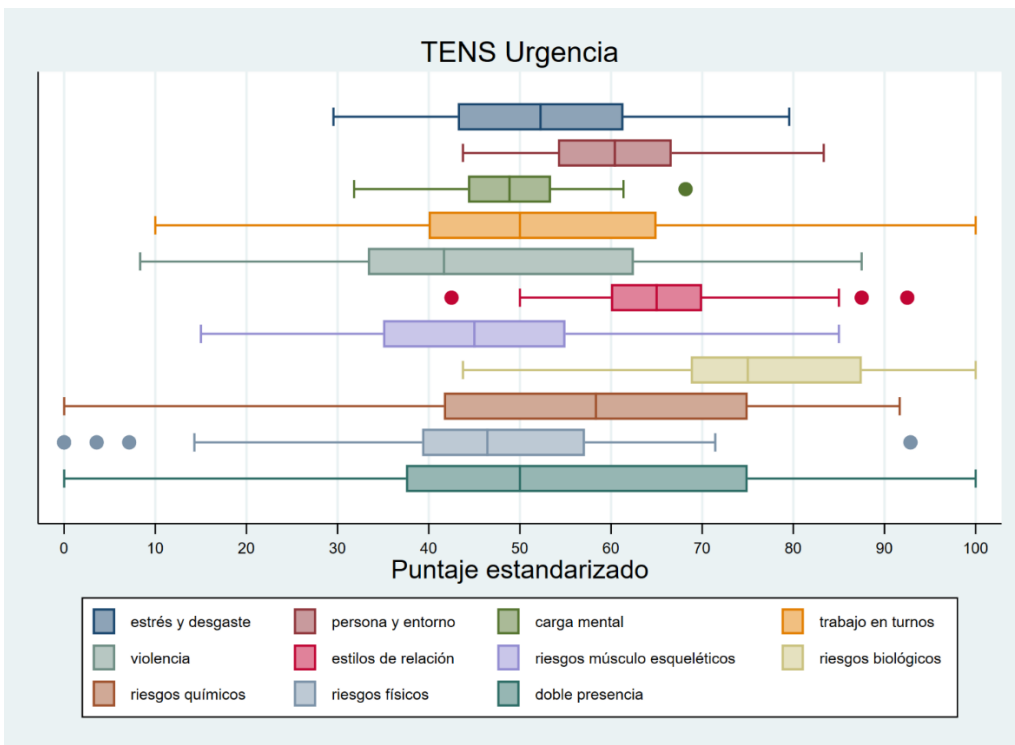 TENS Urgencia
0 10 20 30 40 50 60 70 80 90 100
Puntaje estandarizado
estrés y desgaste persona y entorno carga mental trabajo en turnos
violencia estilos de relación riesgos músculo esqueléticos riesgos biológicos
riesgos químicos riesgos físicos doble presencia